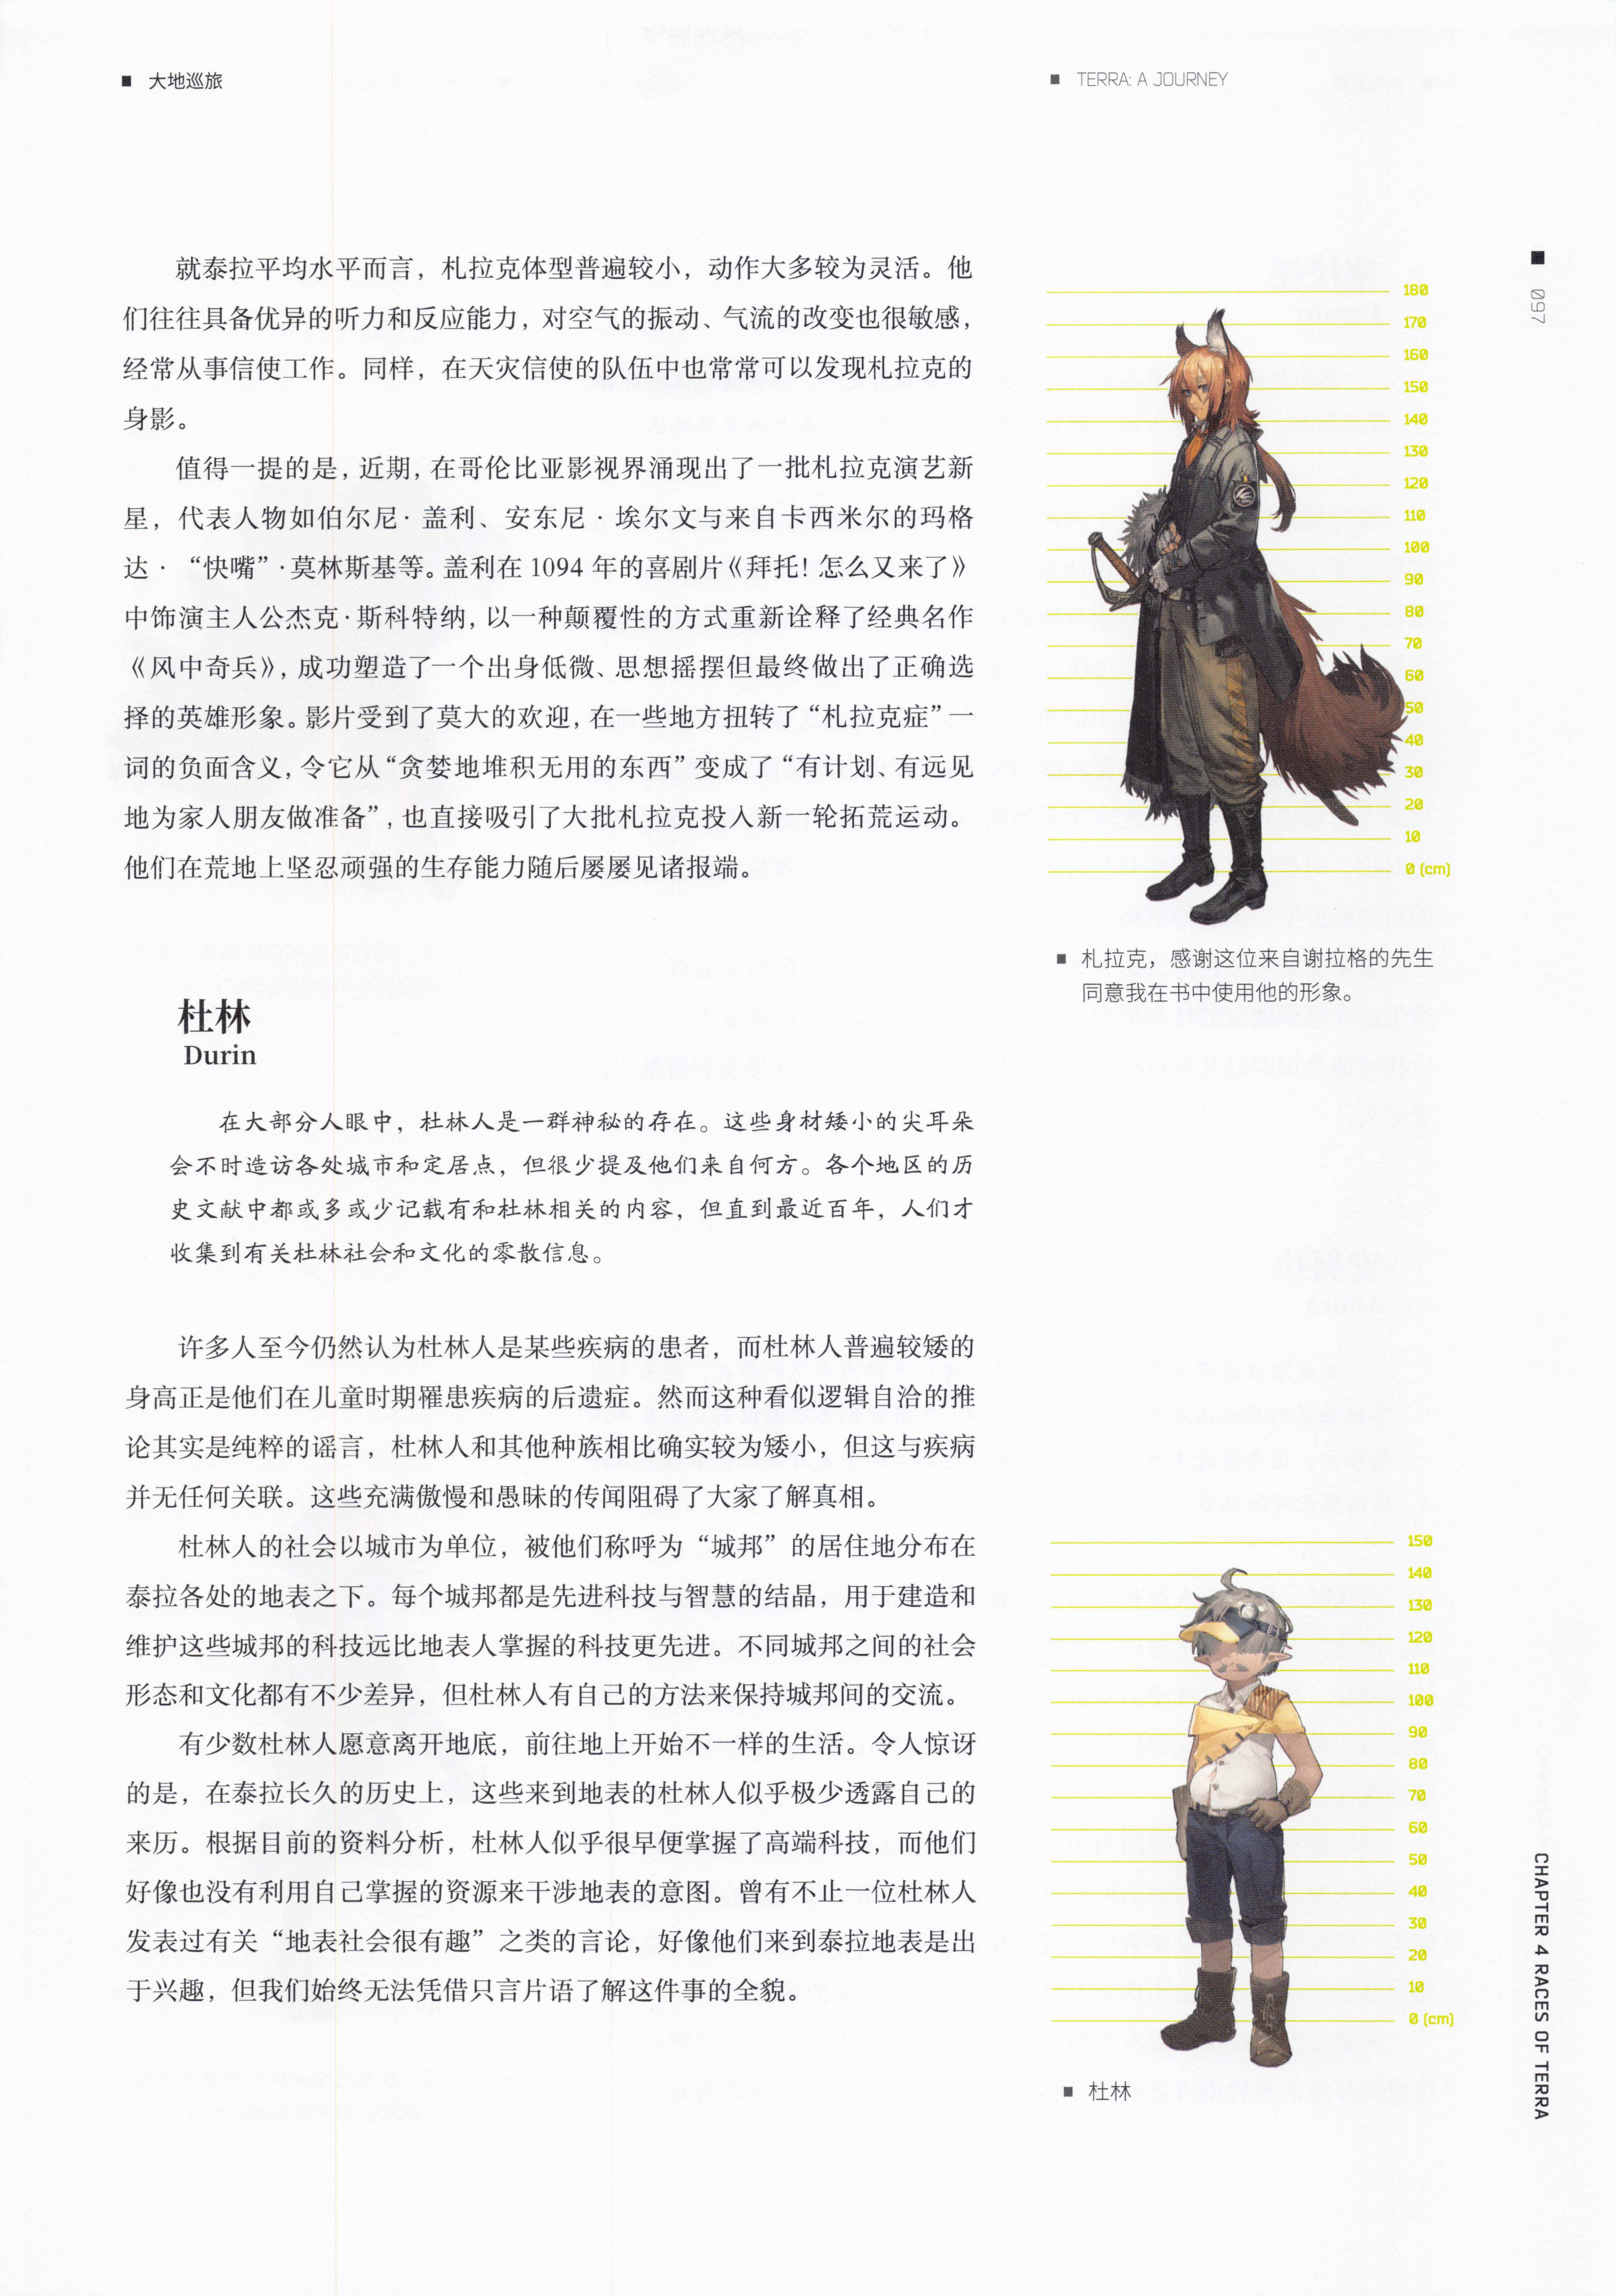 ■ 大地巡旅
■ TERRA: A JOURNEY
■ 097
就泰拉平均水平而言，札拉克体型普遍较小，动作大多较为灵活。他
们往往具备优异的听力和反应能力，对空气的振动、气流的改变也很敏感，
经常从事信使工作。同样，在天灾信使的队伍中也常常可以发现札拉克的
身影。
值得一提的是，近期，在哥伦比亚影视界涌现出了一批札拉克演艺新
星，代表人物如伯尔尼·盖利、安东尼·埃尔文与来自卡西米尔的玛格
达·“快嘴”·莫林斯基等。盖利在 1094 年的喜剧片《拜托！怎么又来了》
中饰演主人公杰克·斯科特纳，以一种颠覆性的方式重新诠释了经典名作
《风中奇兵》，成功塑造了一个出身低微、思想摇摆但最终做出了正确选
择的英雄形象。影片受到了莫大的欢迎，在一些地方扭转了“札拉克症”一
词的负面含义，令它从“贪婪地堆积无用的东西”变成了“有计划、有远见
地为家人朋友做准备”，也直接吸引了大批札拉克投入新一轮拓荒运动。
他们在荒地上坚忍顽强的生存能力随后屡屡见诸报端。
180
170
160
150
140
130
120
110
100
90
80
70
60
50
40
30
20
10
0 (cm)
■ 札拉克，感谢这位来自谢拉格的先生
同意我在书中使用他的形象。
杜林
Durin
在大部分人眼中，杜林人是一群神秘的存在。这些身材矮小的尖耳朵
会不时造访各处城市和定居点，但很少提及他们来自何方。各个地区的历
史文献中都或多或少记载有和杜林相关的内容，但直到最近百年，人们才
收集到有关杜林社会和文化的零散信息。
许多人至今仍然认为杜林人是某些疾病的患者，而杜林人普遍较矮的
身高正是他们在儿童时期罹患疾病的后遗症。然而这种看似逻辑自洽的推
论其实是纯粹的谣言，杜林人和其他种族相比确实较为矮小，但这与疾病
并无任何关联。这些充满傲慢和愚昧的传闻阻碍了大家了解真相。
杜林人的社会以城市为单位，被他们称呼为“城邦”的居住地分布在
泰拉各处的地表之下。每个城邦都是先进科技与智慧的结晶，用于建造和
维护这些城邦的科技远比地表人掌握的科技更先进。不同城邦之间的社会
形态和文化都有不少差异，但杜林人有自己的方法来保持城邦间的交流。
有少数杜林人愿意离开地底，前往地上开始不一样的生活。令人惊讶
的是，在泰拉长久的历史上，这些来到地表的杜林人似乎极少透露自己的
来历。根据目前的资料分析，杜林人似乎很早便掌握了高端科技，而他们
好像也没有利用自己掌握的资源来干涉地表的意图。曾有不止一位杜林人
发表过有关“地表社会很有趣”之类的言论，好像他们来到泰拉地表是出
于兴趣，但我们始终无法凭借只言片语了解这件事的全貌。
150
140
130
120
110
100
90
80
70
60
50
40
30
20
10
0 (cm)
■ 杜林
CHAPTER 4 RACES OF TERRA